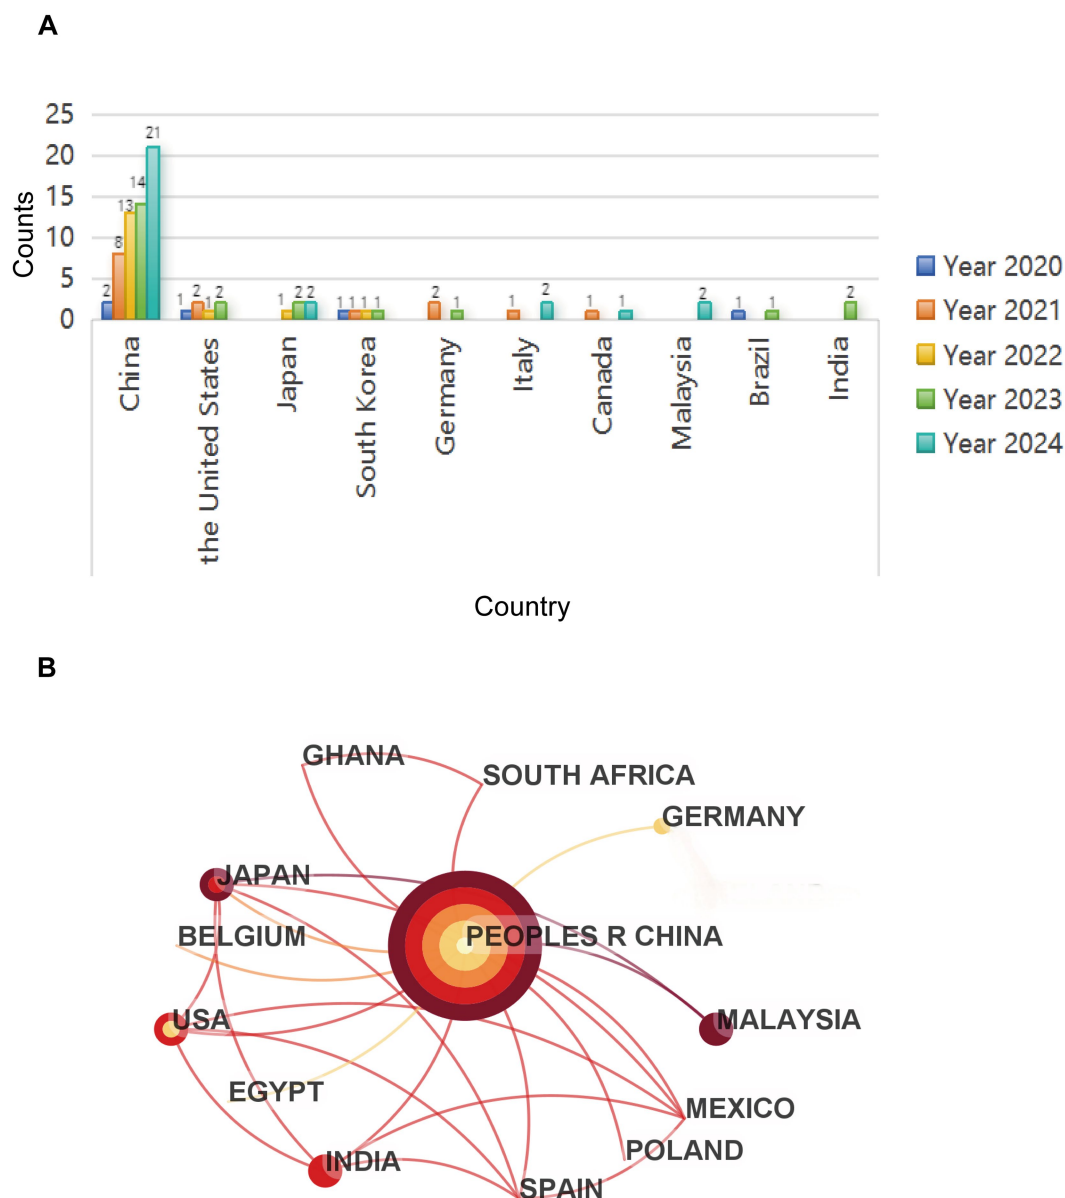 A
25
20
15
10
5
0
Counts
2
8
13
14
21
1
2
1
2
1
2
2
1
1
1
1
2
1
1
2
1
1
2
1
1
2
China
the United States
Japan
South Korea
Germany
Italy
Canada
Malaysia
Brazil
India
Country
Year 2020
Year 2021
Year 2022
Year 2023
Year 2024
B
GHANA
SOUTH AFRICA
GERMANY
JAPAN
BELGIUM
PEOPLES R CHINA
USA
MALAYSIA
EGYPT
MEXICO
POLAND
INDIA
SPAIN